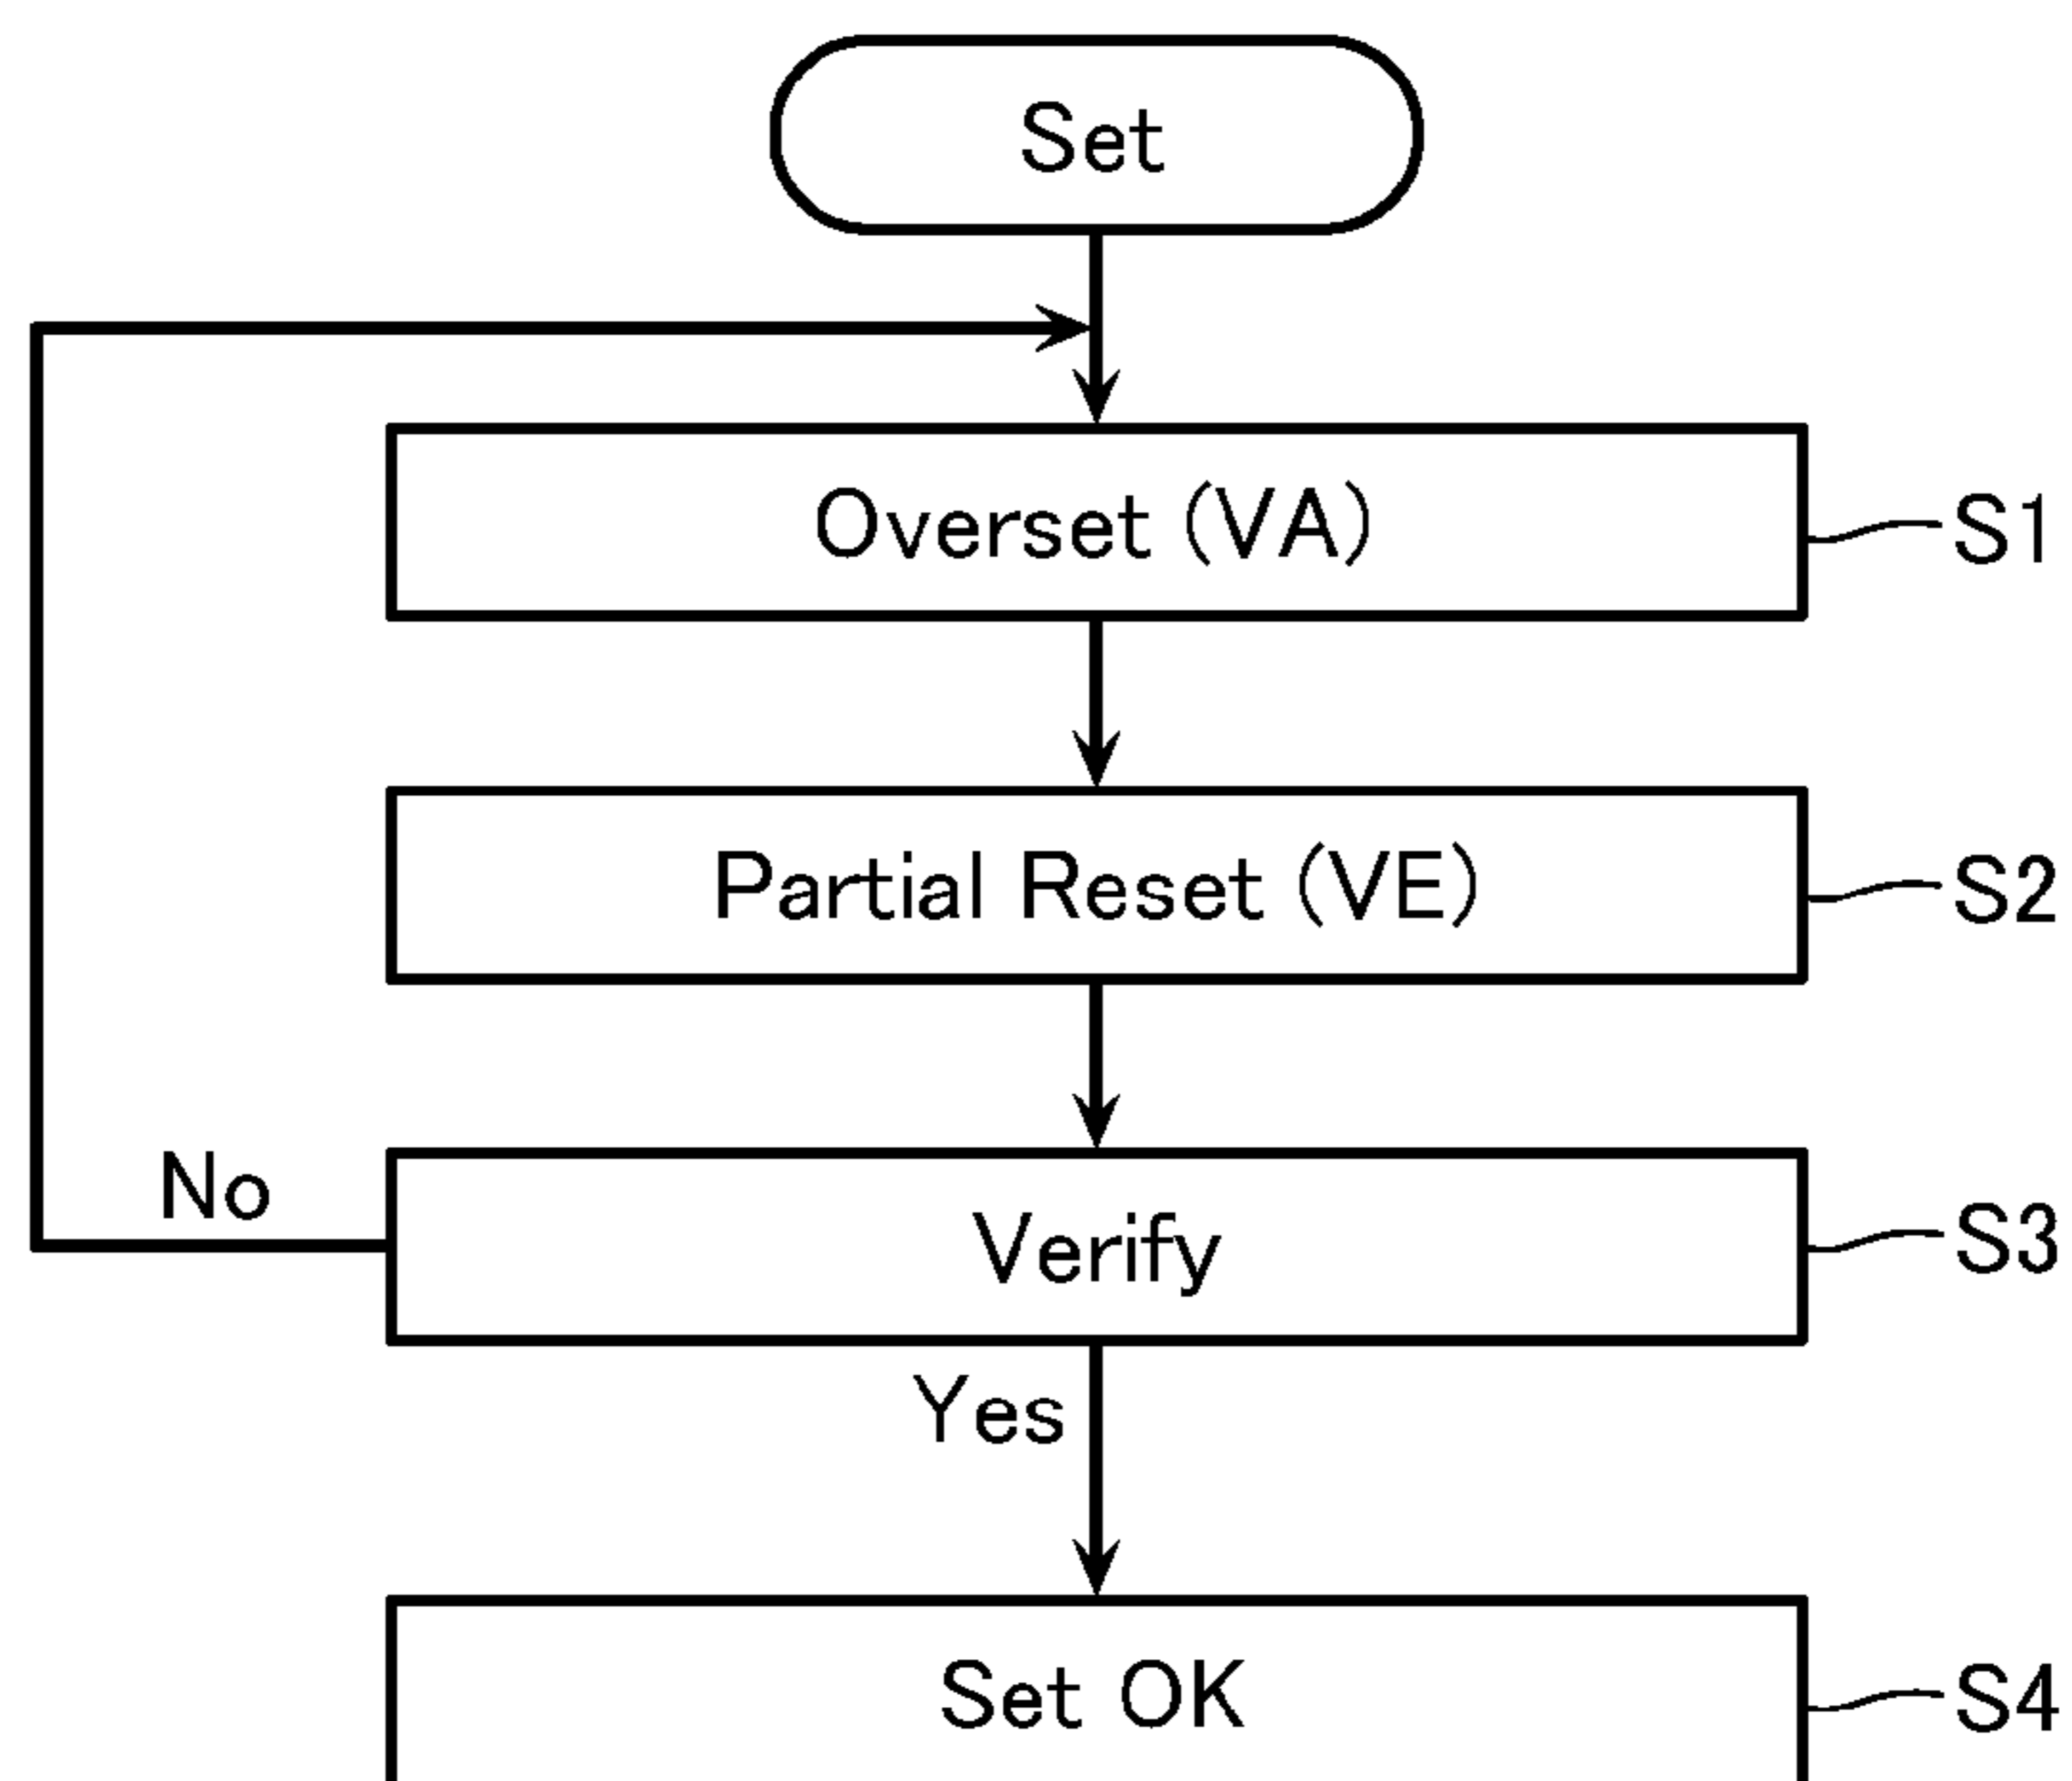 Set
Overset (VA)
S1
Partial Reset (VE)
S2
No
Verify
S3
Yes
Set OK
S4